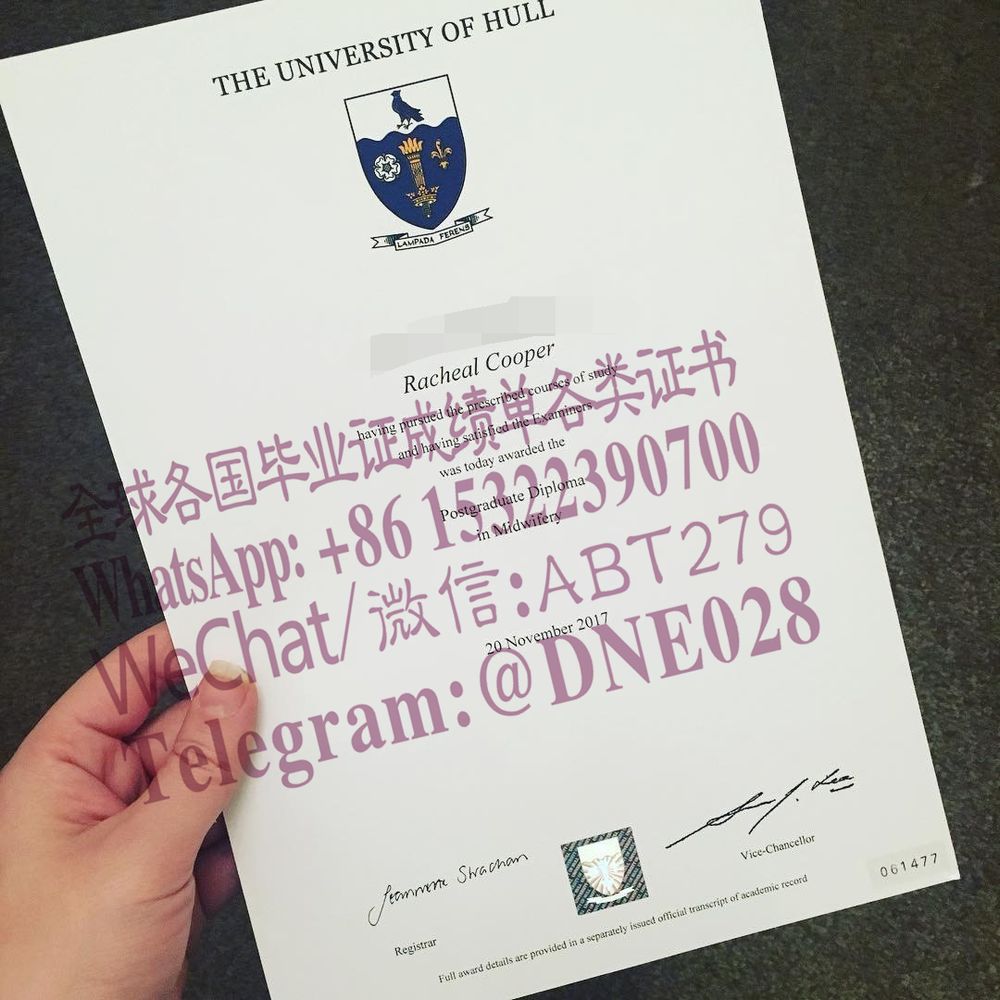 THE UNIVERSITY OF HULL
LAMPADA FERENS
Racheal Cooper
having pursued the prescribed courses of study
and having satisfied the Examiners
was today awarded the
Postgraduate Diploma
in Midwifery
20 November 2017
全球各国毕业证成绩单各类证书
WhatsApp: +86 15322390700
WeChat/微信:ABT279
Telegram:@DNE028
Jeannette Strachan
Registrar
Vice-Chancellor
061477
Full award details are provided in a separately issued official transcript of academic record